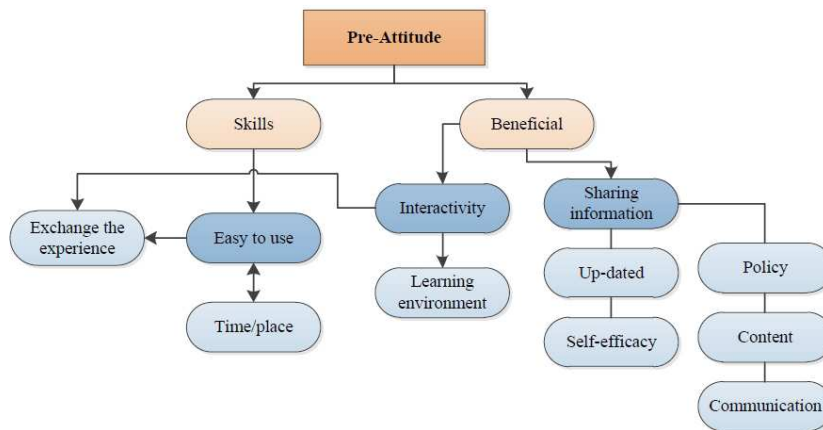 Pre-Attitude
Skills
Beneficial
Exchange the
experience
Easy to use
Interactivity
Sharing
information
Time/place
Learning
environment
Up-dated
Self-efficacy
Policy
Content
Communication